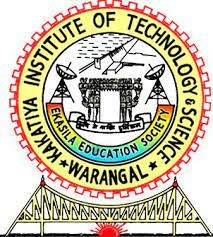 KAKATIYA INSTITUTE OF TECHNOLOGY & SCIENCE
★ WARANGAL ★
EKASILA EDUCATION SOCIETY